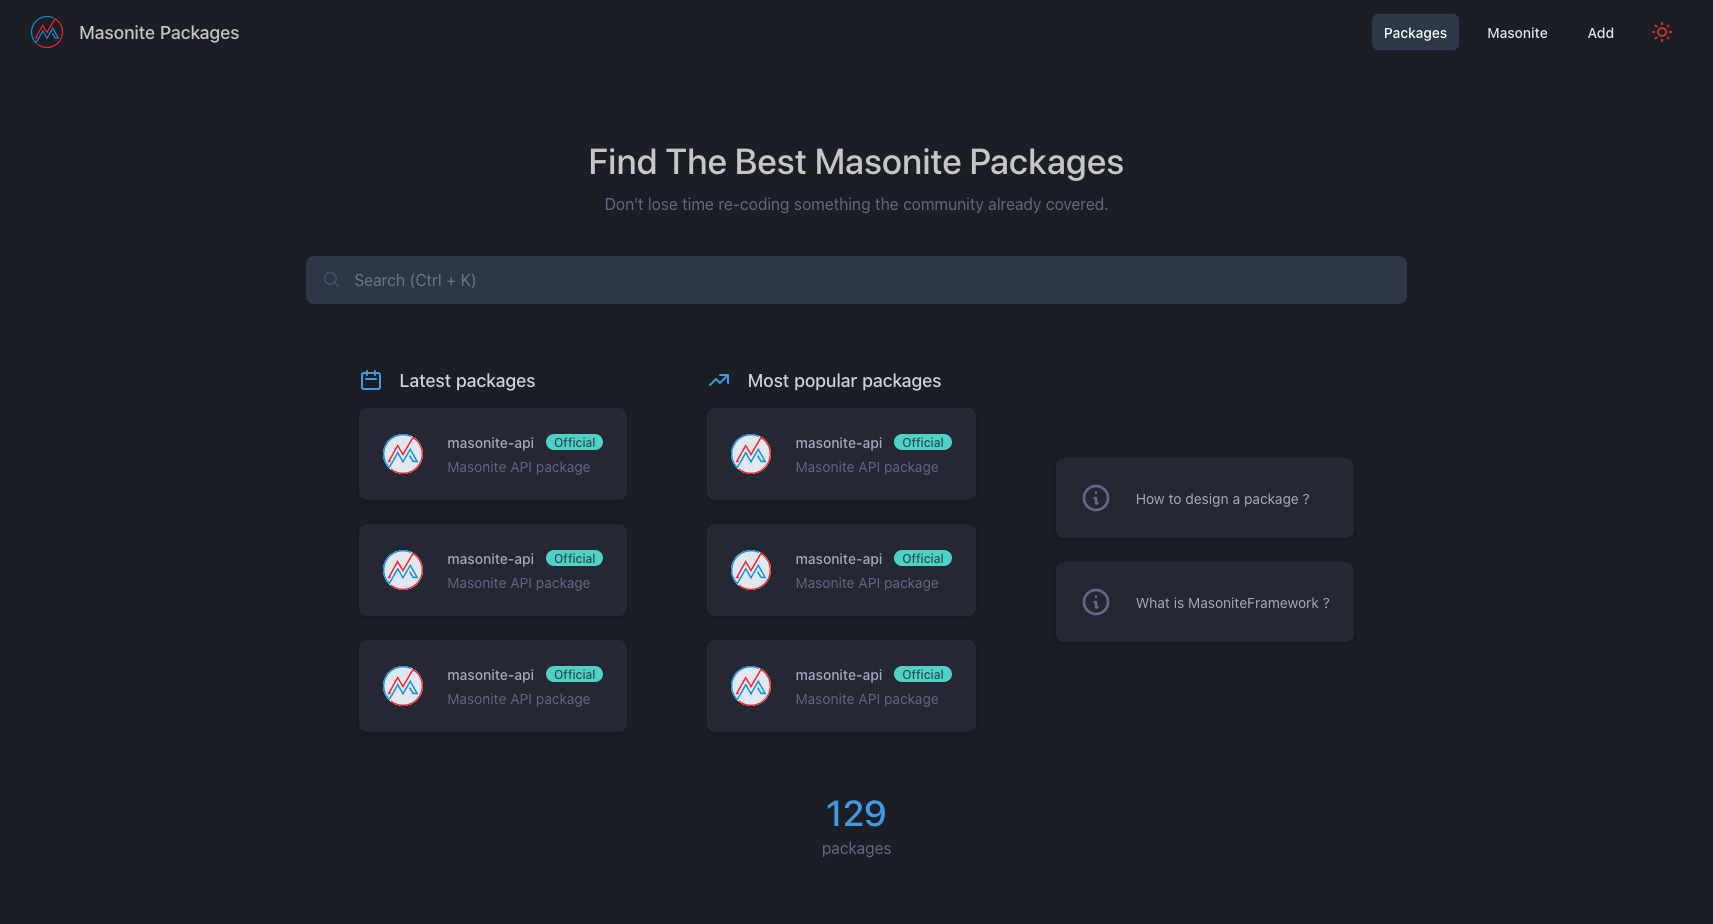 Masonite Packages
Packages
Masonite
Add
Find The Best Masonite Packages
Don't lose time re-coding something the community already covered.
Search (Ctrl + K)
Latest packages
masonite-api Official
Masonite API package
masonite-api Official
Masonite API package
masonite-api Official
Masonite API package
Most popular packages
masonite-api Official
Masonite API package
masonite-api Official
Masonite API package
masonite-api Official
Masonite API package
How to design a package ?
What is MasoniteFramework ?
129
packages